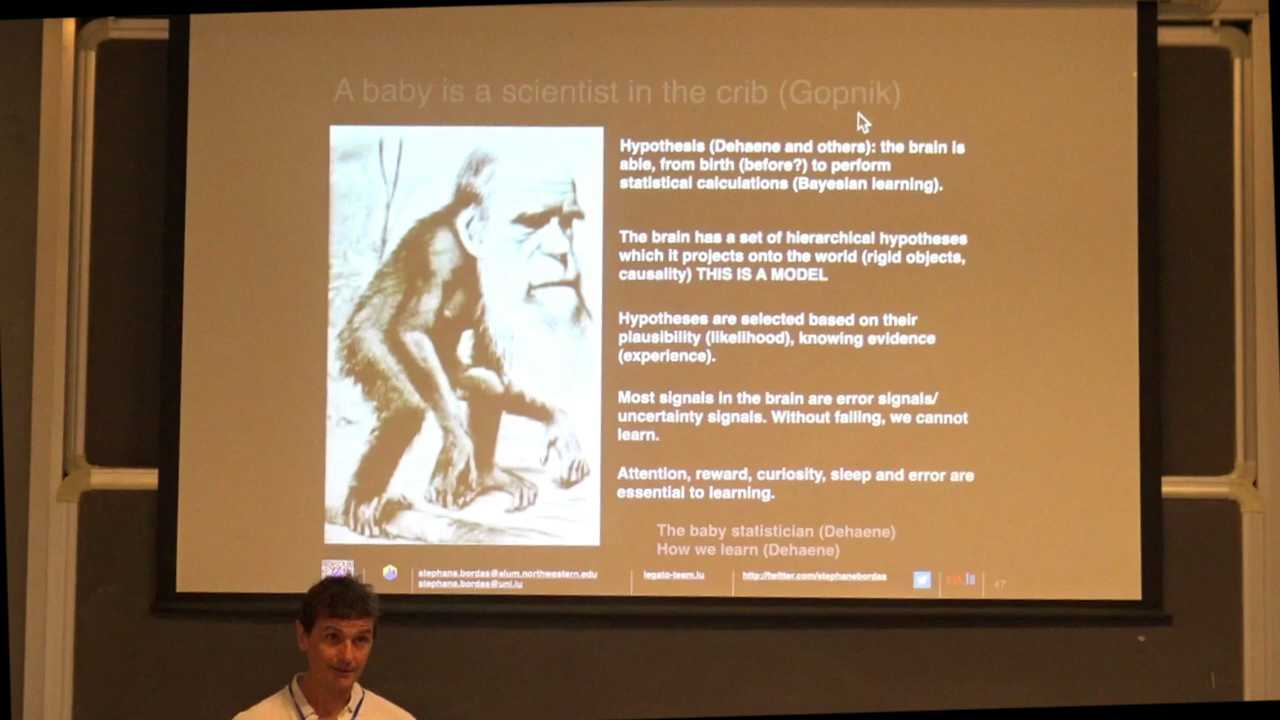 A baby is a scientist in the crib (Gopnik)
Hypothesis (Dehaene and others): the brain is
able, from birth (before?) to perform
statistical calculations (Bayesian learning).
The brain has a set of hierarchical hypotheses
which it projects onto the world (rigid objects,
causality) THIS IS A MODEL
Hypotheses are selected based on their
plausibility (likelihood), knowing evidence
(experience).
Most signals in the brain are error signals/
uncertainty signals. Without failing, we cannot
learn.
Attention, reward, curiosity, sleep and error are
essential to learning.
The baby statistician (Dehaene)
How we learn (Dehaene)
stephane.bordas@alum.northwestern.edu
stephane.bordas@uni.lu
legato-team.lu
http://twitter.com/stephanebordas
47